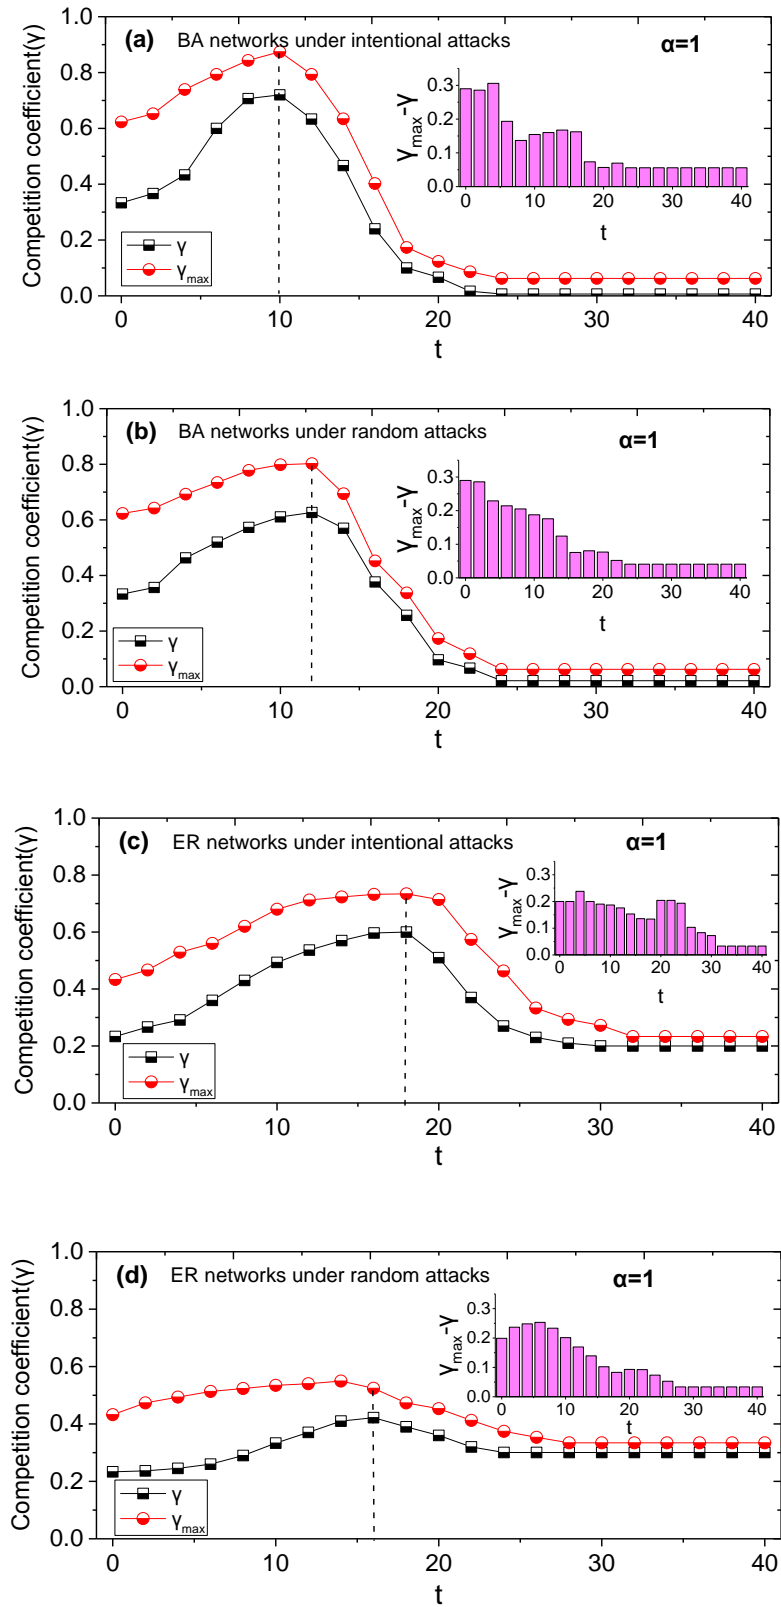 (a) BA networks under intentional attacks α=1
Competition coefficient(γ)
1.0
0.8
0.6
0.4
0.2
0.0
0 10 20 30 40
t
γ
γmax
γmax-γ
0.3
0.2
0.1
0.0
0 10 20 30 40
t
(b) BA networks under random attacks α=1
Competition coefficient(γ)
1.0
0.8
0.6
0.4
0.2
0.0
0 10 20 30 40
t
γ
γmax
γmax-γ
0.3
0.2
0.1
0.0
0 10 20 30 40
t
(c) ER networks under intentional attacks α=1
Competition coefficient(γ)
1.0
0.8
0.6
0.4
0.2
0.0
0 10 20 30 40
t
γ
γmax
γmax-γ
0.3
0.2
0.1
0.0
0 10 20 30 40
t
(d) ER networks under random attacks α=1
Competition coefficient(γ)
1.0
0.8
0.6
0.4
0.2
0.0
0 10 20 30 40
t
γ
γmax
γmax-γ
0.3
0.2
0.1
0.0
0 10 20 30 40
t